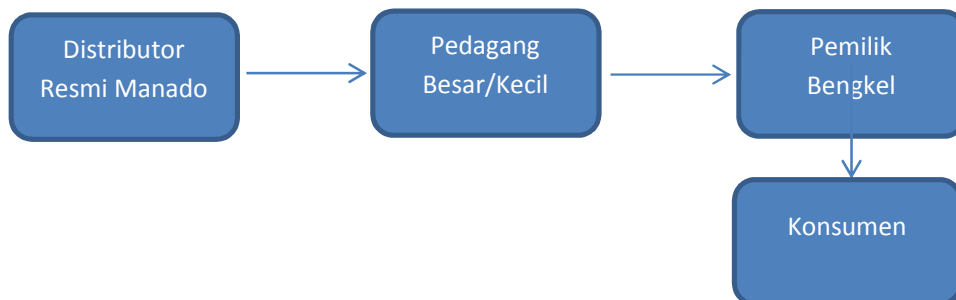 Distributor
Resmi Manado
Pedagang
Besar/Kecil
Pemilik
Bengkel
Konsumen